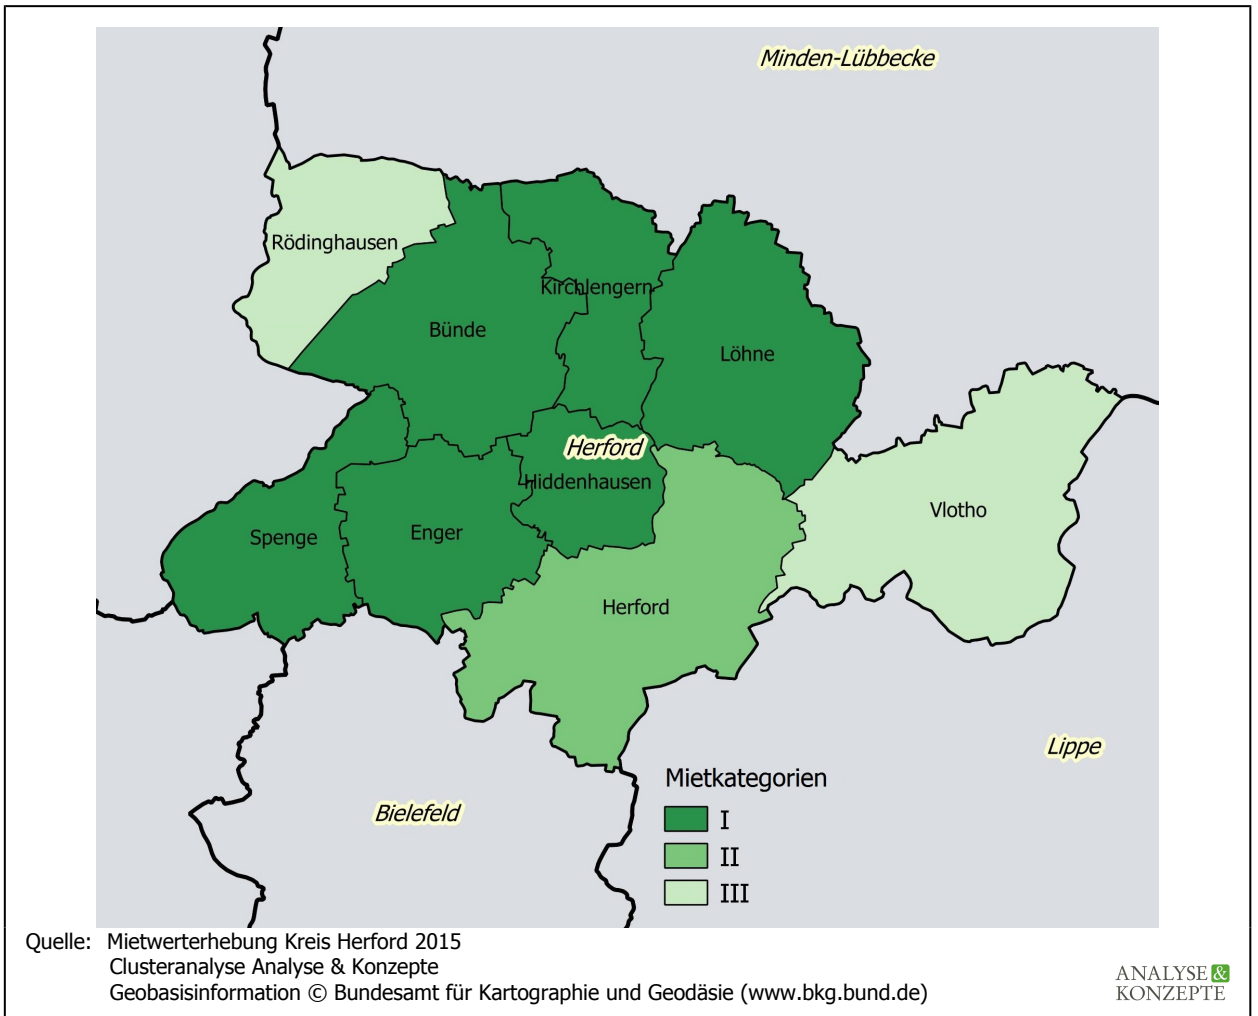 Minden-Lübbecke
Rödinghausen
Kirchlengern
Bünde
Löhne
Herford
Hiddenhausen
Vlotho
Enger
Spenge
Herford
Lippe
Bielefeld
Mietkategorien
I
II
III
Quelle: Mietwerterhebung Kreis Herford 2015
Clusteranalyse Analyse & Konzepte
Geobasisinformation © Bundesamt für Kartographie und Geodäsie (www.bkg.bund.de)
ANALYSE &
KONZEPTE